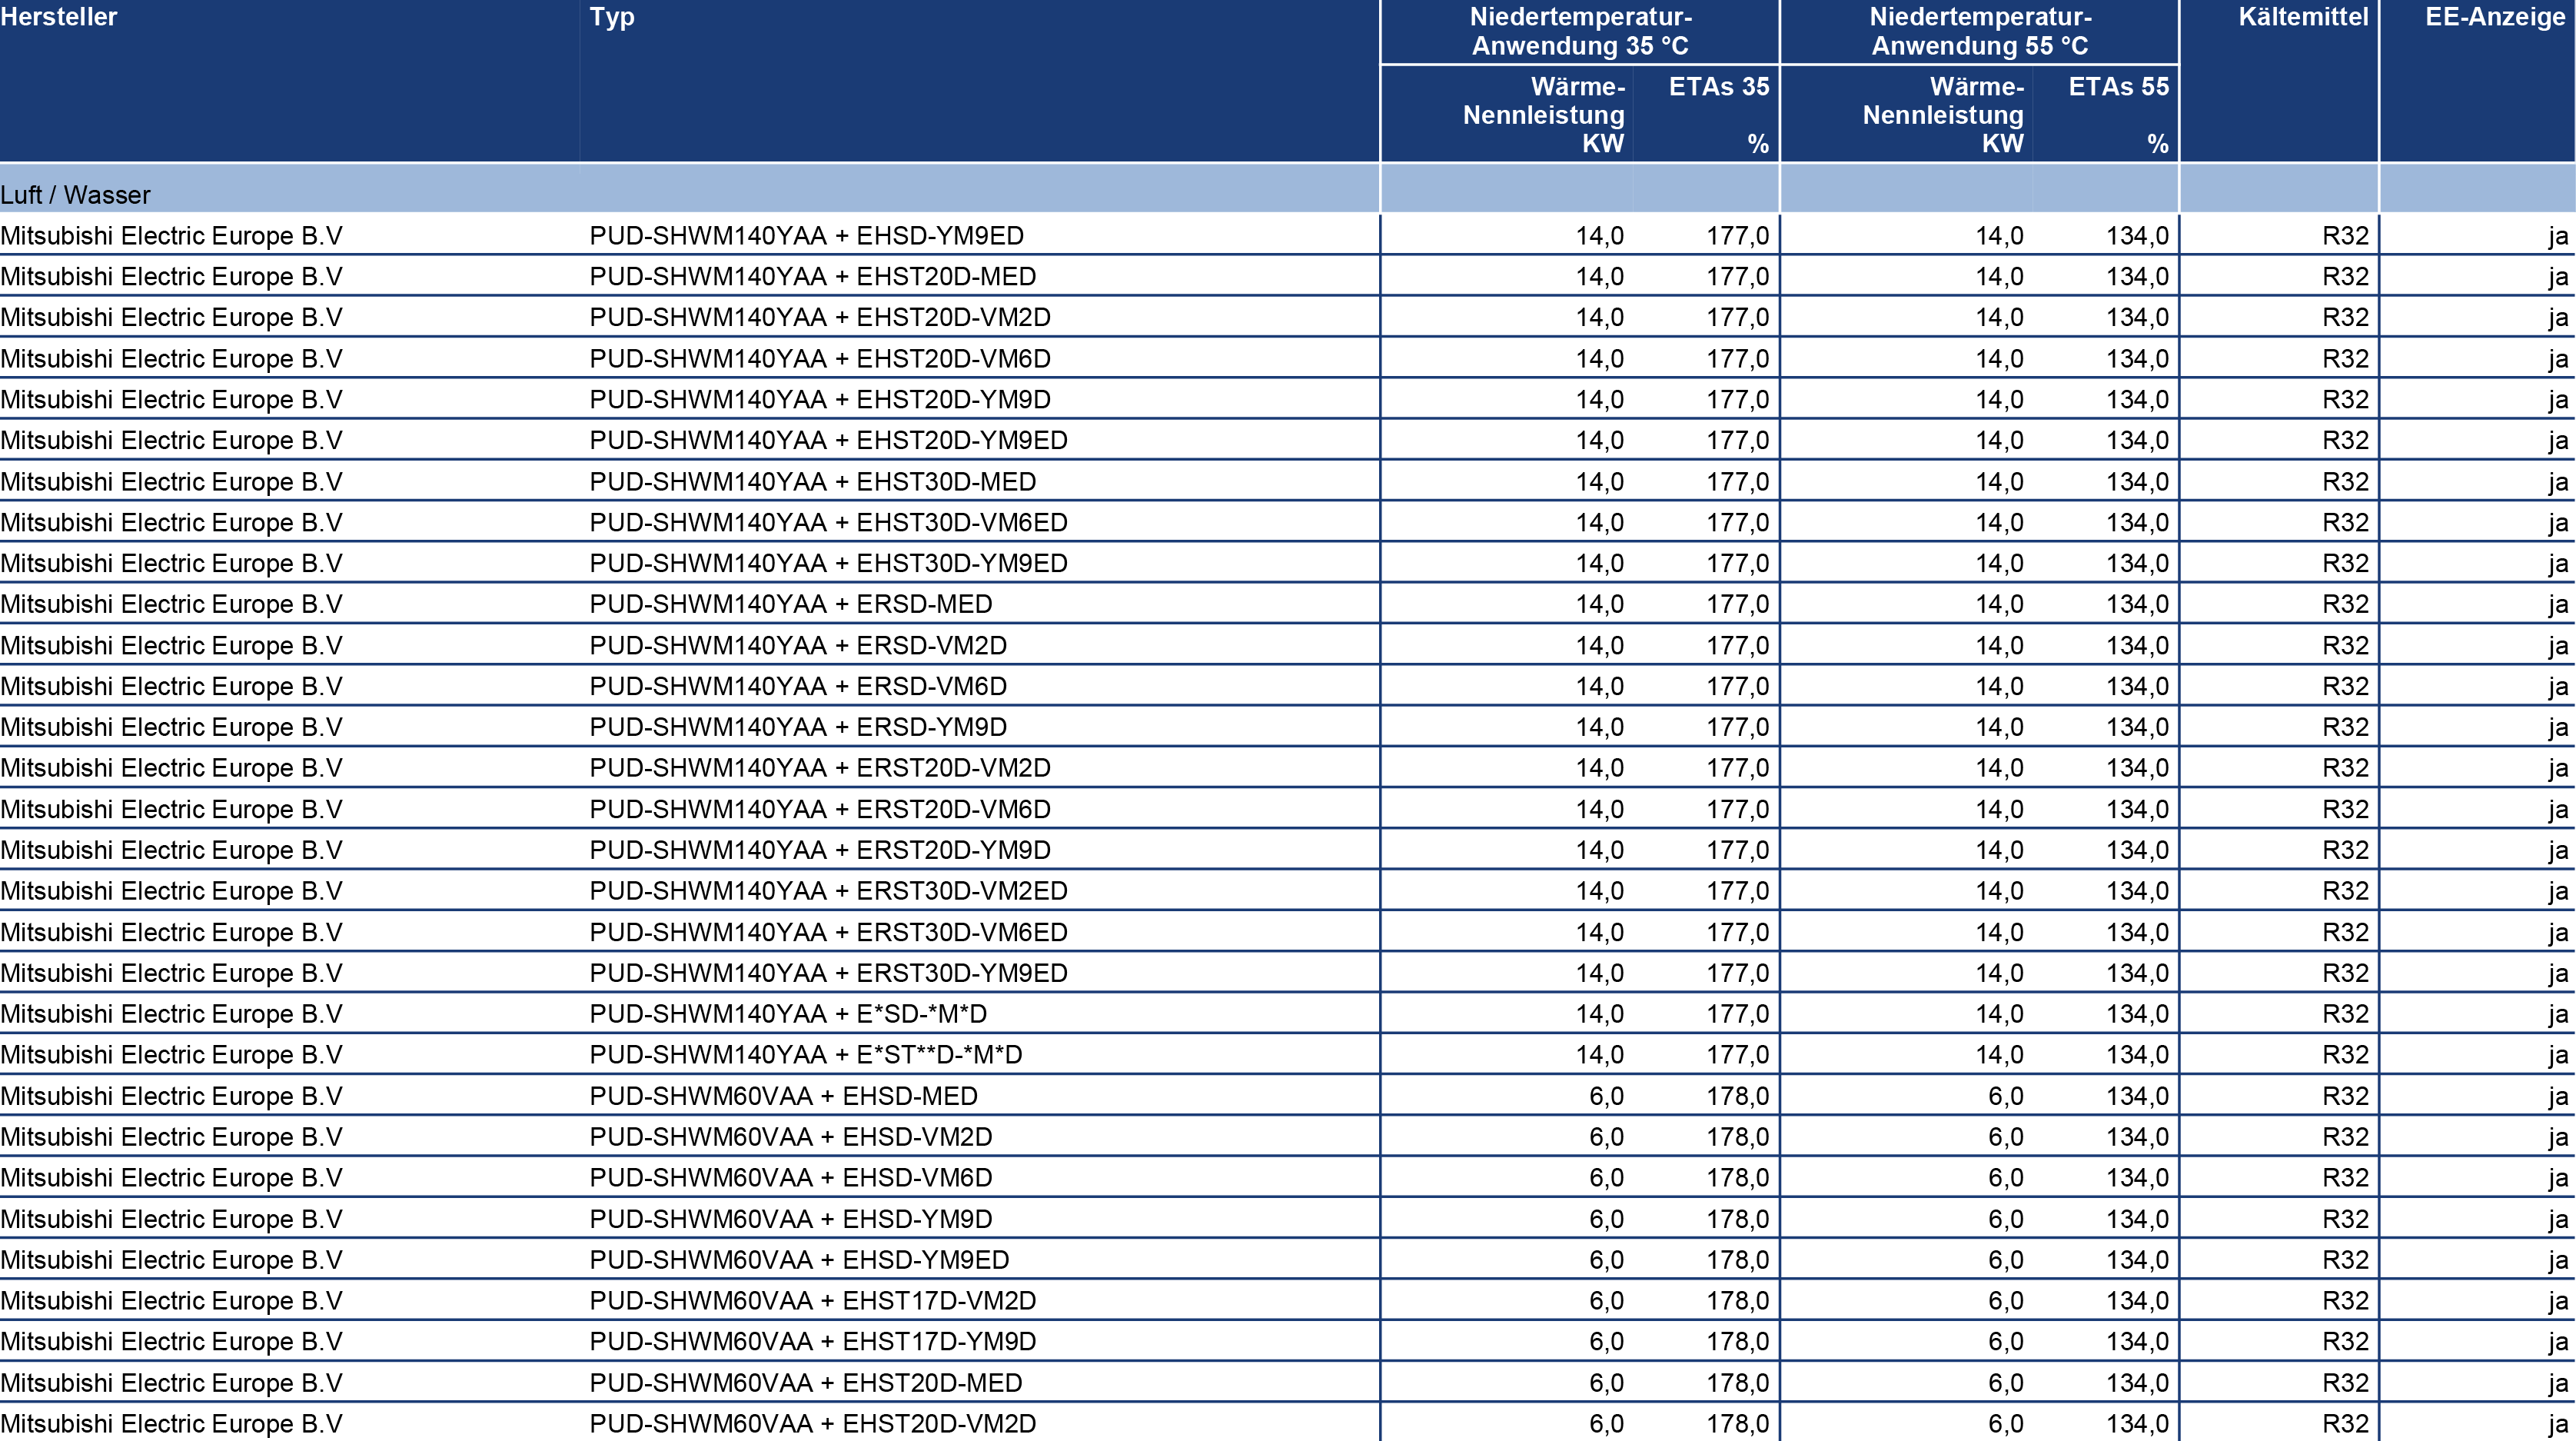 Hersteller Typ Niedertemperatur- Niedertemperatur- Kältemittel EE-Anzeige
Anwendung 35 °C Anwendung 55 °C
Wärme- ETAs 35 Wärme- ETAs 55
Nennleistung Nennleistung
KW % KW %
Luft / Wasser
Mitsubishi Electric Europe B.V PUD-SHWM140YAA + EHSD-YM9ED 14,0 177,0 14,0 134,0 R32 ja
Mitsubishi Electric Europe B.V PUD-SHWM140YAA + EHST20D-MED 14,0 177,0 14,0 134,0 R32 ja
Mitsubishi Electric Europe B.V PUD-SHWM140YAA + EHST20D-VM2D 14,0 177,0 14,0 134,0 R32 ja
Mitsubishi Electric Europe B.V PUD-SHWM140YAA + EHST20D-VM6D 14,0 177,0 14,0 134,0 R32 ja
Mitsubishi Electric Europe B.V PUD-SHWM140YAA + EHST20D-YM9D 14,0 177,0 14,0 134,0 R32 ja
Mitsubishi Electric Europe B.V PUD-SHWM140YAA + EHST20D-YM9ED 14,0 177,0 14,0 134,0 R32 ja
Mitsubishi Electric Europe B.V PUD-SHWM140YAA + EHST30D-MED 14,0 177,0 14,0 134,0 R32 ja
Mitsubishi Electric Europe B.V PUD-SHWM140YAA + EHST30D-VM6ED 14,0 177,0 14,0 134,0 R32 ja
Mitsubishi Electric Europe B.V PUD-SHWM140YAA + EHST30D-YM9ED 14,0 177,0 14,0 134,0 R32 ja
Mitsubishi Electric Europe B.V PUD-SHWM140YAA + ERSD-MED 14,0 177,0 14,0 134,0 R32 ja
Mitsubishi Electric Europe B.V PUD-SHWM140YAA + ERSD-VM2D 14,0 177,0 14,0 134,0 R32 ja
Mitsubishi Electric Europe B.V PUD-SHWM140YAA + ERSD-VM6D 14,0 177,0 14,0 134,0 R32 ja
Mitsubishi Electric Europe B.V PUD-SHWM140YAA + ERSD-YM9D 14,0 177,0 14,0 134,0 R32 ja
Mitsubishi Electric Europe B.V PUD-SHWM140YAA + ERST20D-VM2D 14,0 177,0 14,0 134,0 R32 ja
Mitsubishi Electric Europe B.V PUD-SHWM140YAA + ERST20D-VM6D 14,0 177,0 14,0 134,0 R32 ja
Mitsubishi Electric Europe B.V PUD-SHWM140YAA + ERST20D-YM9D 14,0 177,0 14,0 134,0 R32 ja
Mitsubishi Electric Europe B.V PUD-SHWM140YAA + ERST30D-VM2ED 14,0 177,0 14,0 134,0 R32 ja
Mitsubishi Electric Europe B.V PUD-SHWM140YAA + ERST30D-VM6ED 14,0 177,0 14,0 134,0 R32 ja
Mitsubishi Electric Europe B.V PUD-SHWM140YAA + ERST30D-YM9ED 14,0 177,0 14,0 134,0 R32 ja
Mitsubishi Electric Europe B.V PUD-SHWM140YAA + E*SD-*M*D 14,0 177,0 14,0 134,0 R32 ja
Mitsubishi Electric Europe B.V PUD-SHWM140YAA + E*ST**D-*M*D 14,0 177,0 14,0 134,0 R32 ja
Mitsubishi Electric Europe B.V PUD-SHWM60VAA + EHSD-MED 6,0 178,0 6,0 134,0 R32 ja
Mitsubishi Electric Europe B.V PUD-SHWM60VAA + EHSD-VM2D 6,0 178,0 6,0 134,0 R32 ja
Mitsubishi Electric Europe B.V PUD-SHWM60VAA + EHSD-VM6D 6,0 178,0 6,0 134,0 R32 ja
Mitsubishi Electric Europe B.V PUD-SHWM60VAA + EHSD-YM9D 6,0 178,0 6,0 134,0 R32 ja
Mitsubishi Electric Europe B.V PUD-SHWM60VAA + EHSD-YM9ED 6,0 178,0 6,0 134,0 R32 ja
Mitsubishi Electric Europe B.V PUD-SHWM60VAA + EHST17D-VM2D 6,0 178,0 6,0 134,0 R32 ja
Mitsubishi Electric Europe B.V PUD-SHWM60VAA + EHST17D-YM9D 6,0 178,0 6,0 134,0 R32 ja
Mitsubishi Electric Europe B.V PUD-SHWM60VAA + EHST20D-MED 6,0 178,0 6,0 134,0 R32 ja
Mitsubishi Electric Europe B.V PUD-SHWM60VAA + EHST20D-VM2D 6,0 178,0 6,0 134,0 R32 ja